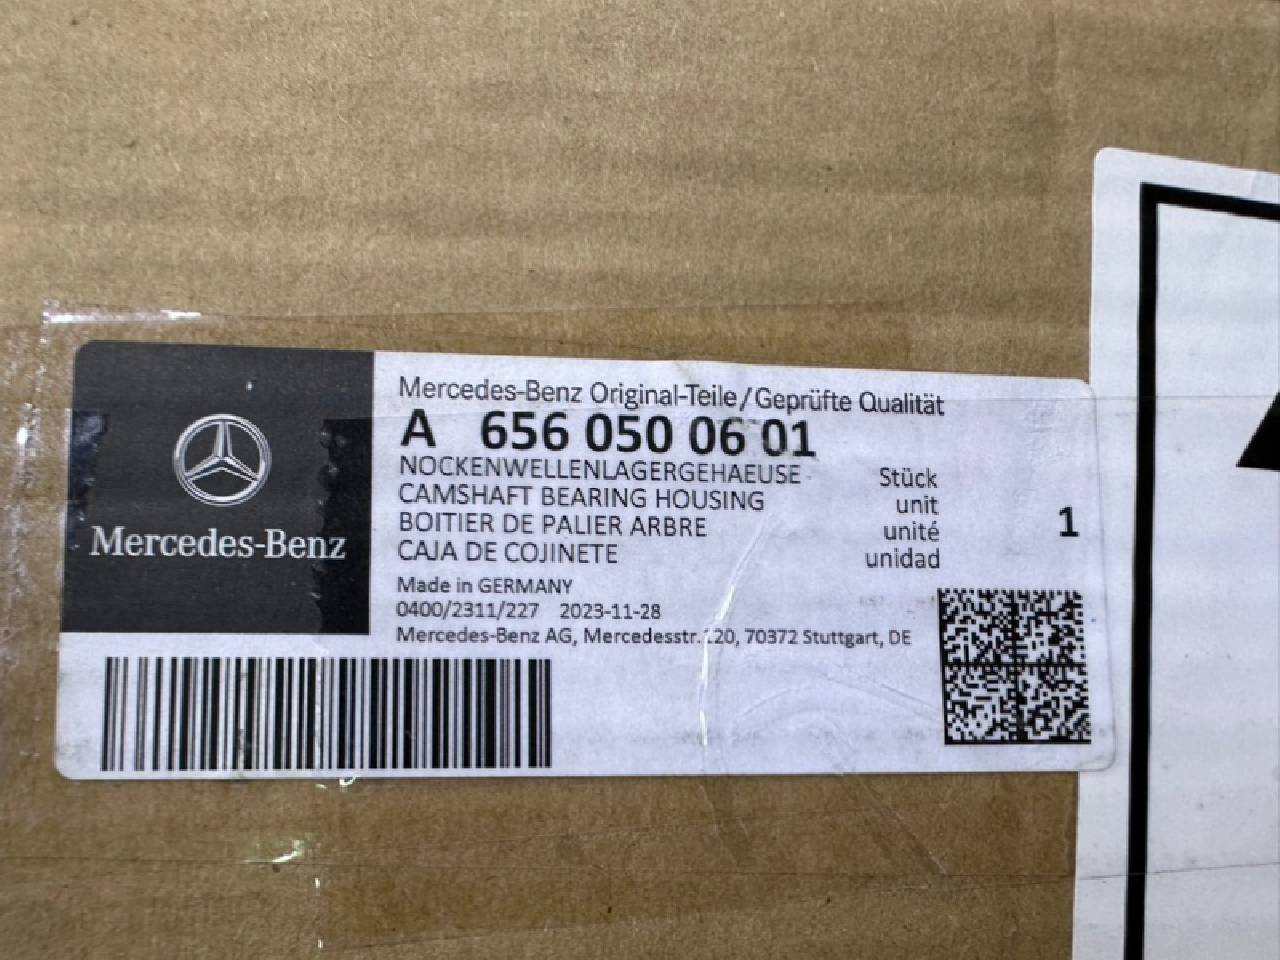 Mercedes-Benz Original-Teile/Geprüfte Qualität
A 656 050 06 01
NOCKENWELLENLAGERGEHAEUSE Stück
CAMSHAFT BEARING HOUSING unit
BOITIER DE PALIER ARBRE unité
CAJA DE COJINETE unidad
1
Mercedes-Benz
Made in GERMANY
0400/2311/227 2023-11-28
Mercedes-Benz AG, Mercedesstr.120, 70372 Stuttgart, DE